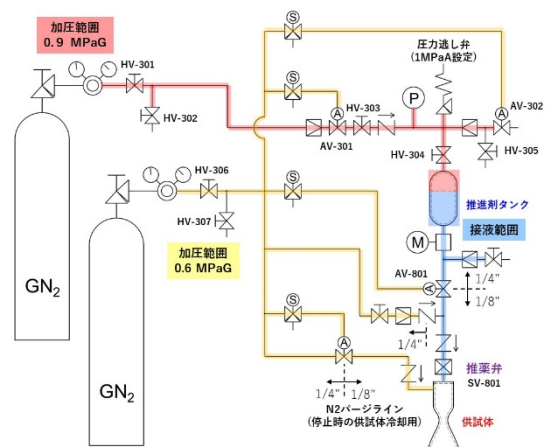 加圧範囲
0.9 MPaG
HV-301
HV-302
S
S
A
HV-303
AV-301
圧力逃し弁
(1MPaA設定)
P
A
AV-302
HV-304
HV-305
推進剤タンク
接液範囲
M
HV-306
HV-307
S
加圧範囲
0.6 MPaG
GN2
GN2
AV-801
A
1/4"
1/8"
S
A
1/4"
1/4"
1/8"
推薬弁
SV-801
N2パージライン
(停止時の供試体冷却用)
供試体